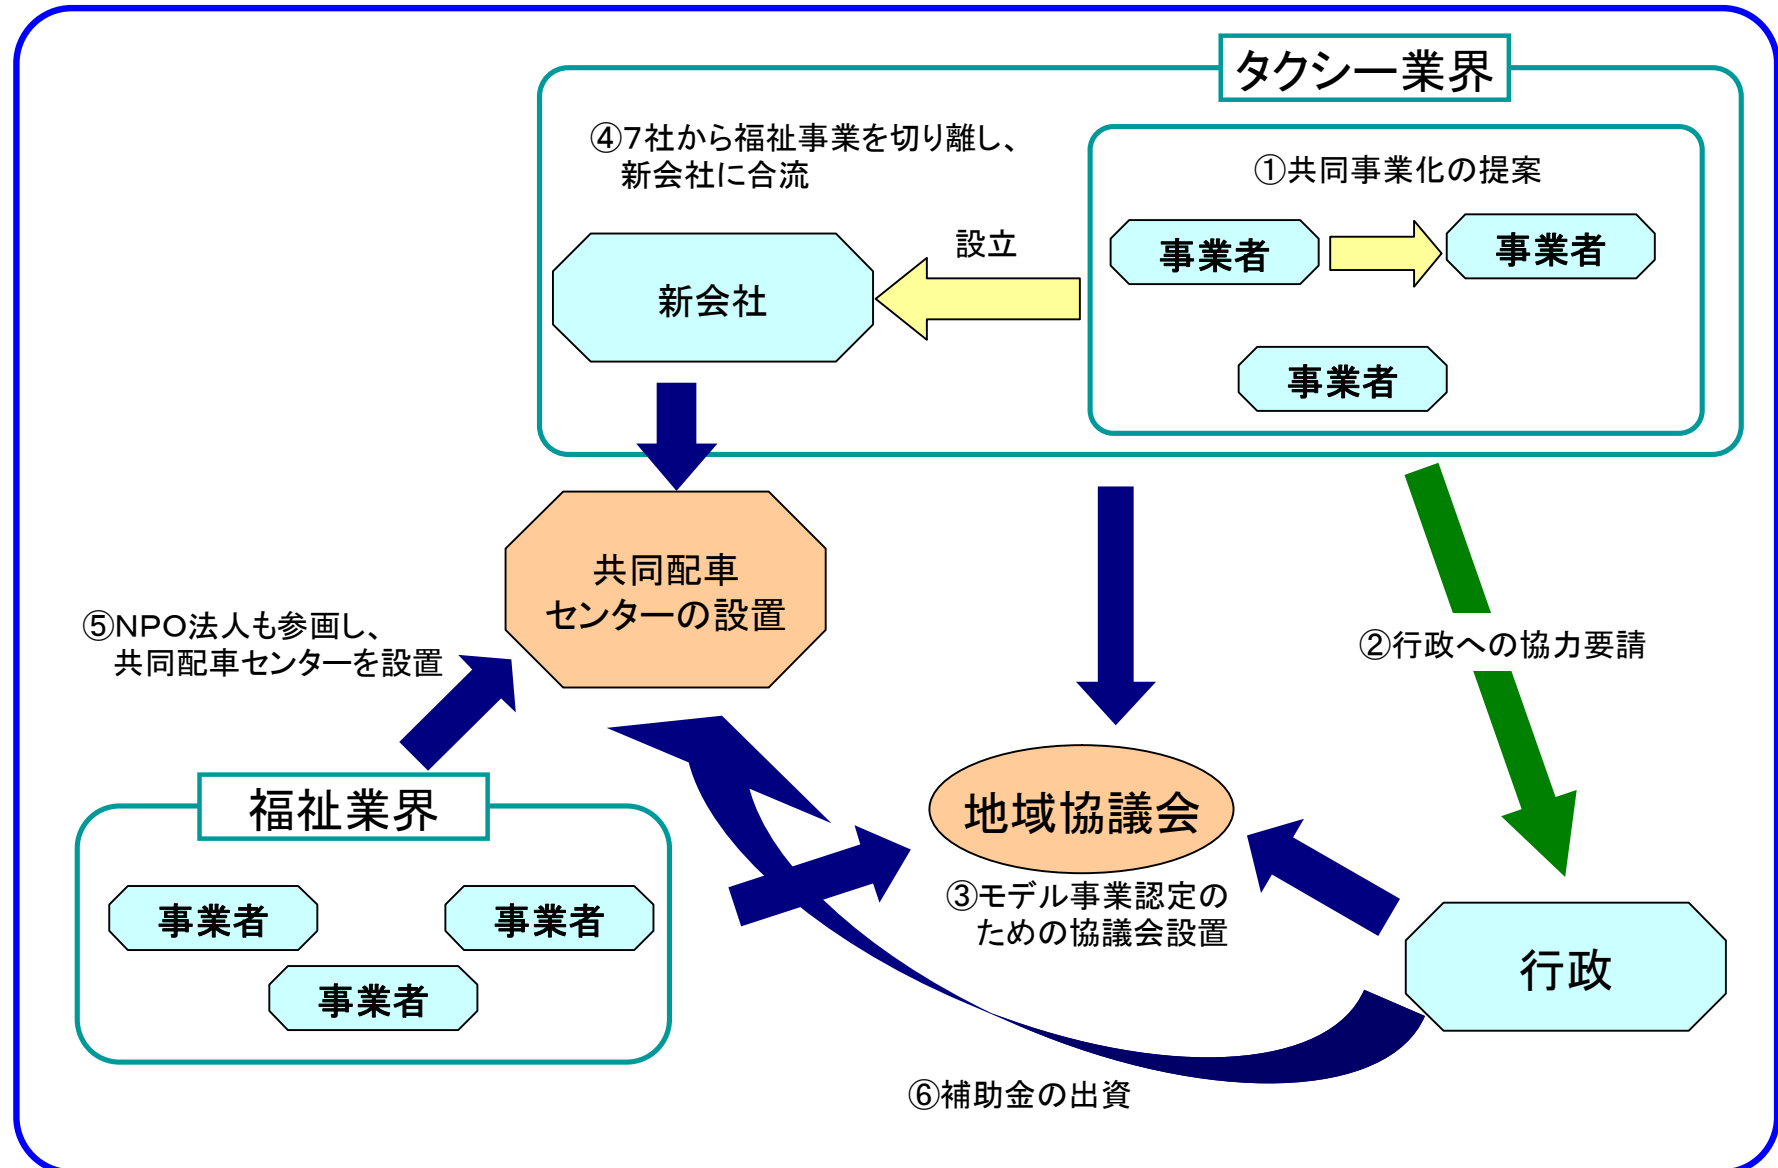 タクシー業界
④7社から福祉事業を切り離し、
新会社に合流
①共同事業化の提案
事業者
事業者
事業者
設立
新会社
共同配車
センターの設置
⑤NPO法人も参画し、
共同配車センターを設置
②行政への協力要請
福祉業界
事業者
事業者
事業者
地域協議会
③モデル事業認定の
ための協議会設置
行政
⑥補助金の出資